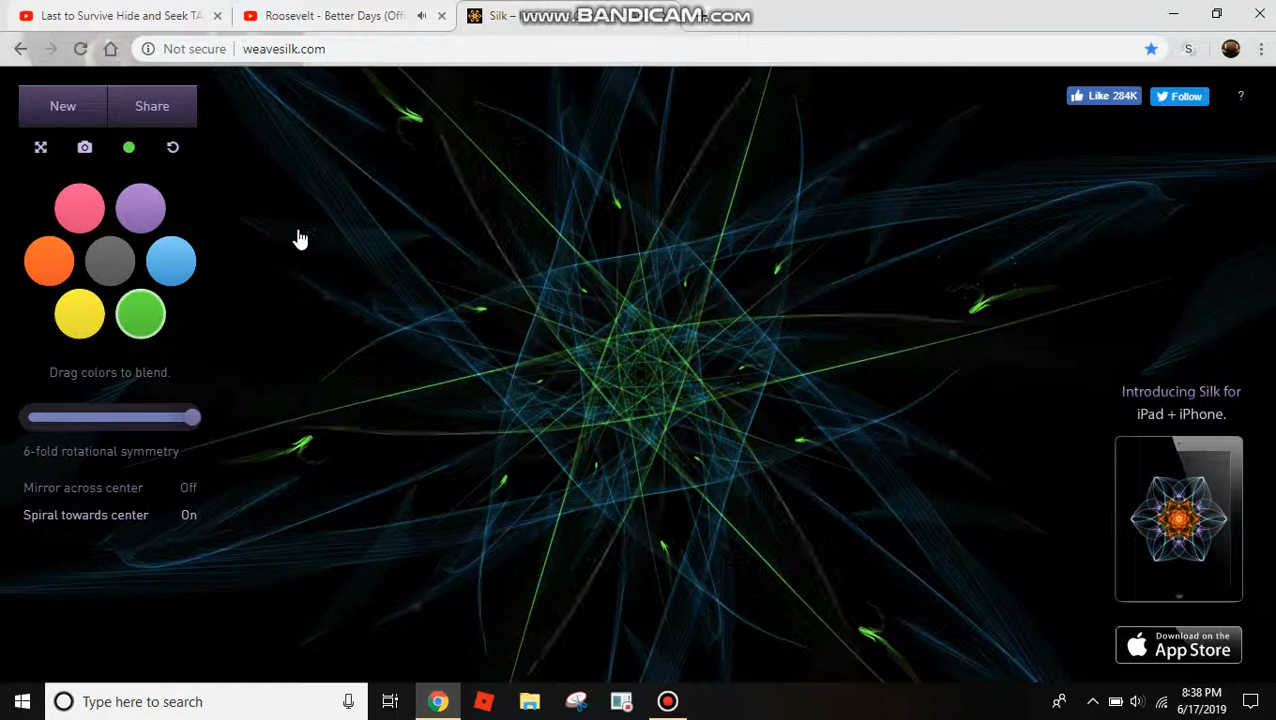 Last to Survive Hide and Seek TA
Roosevelt - Better Days (Offi
Silk –
www.BANDICAM.com
Not secure
weavesilk.com
S.
New
Share
Like 284K
Follow
?
Drag colors to blend.
6-fold rotational symmetry
Mirror across center Off
Spiral towards center On
Introducing Silk for
iPad + iPhone.
Download on the
App Store
Type here to search
8:38 PM
6/17/2019